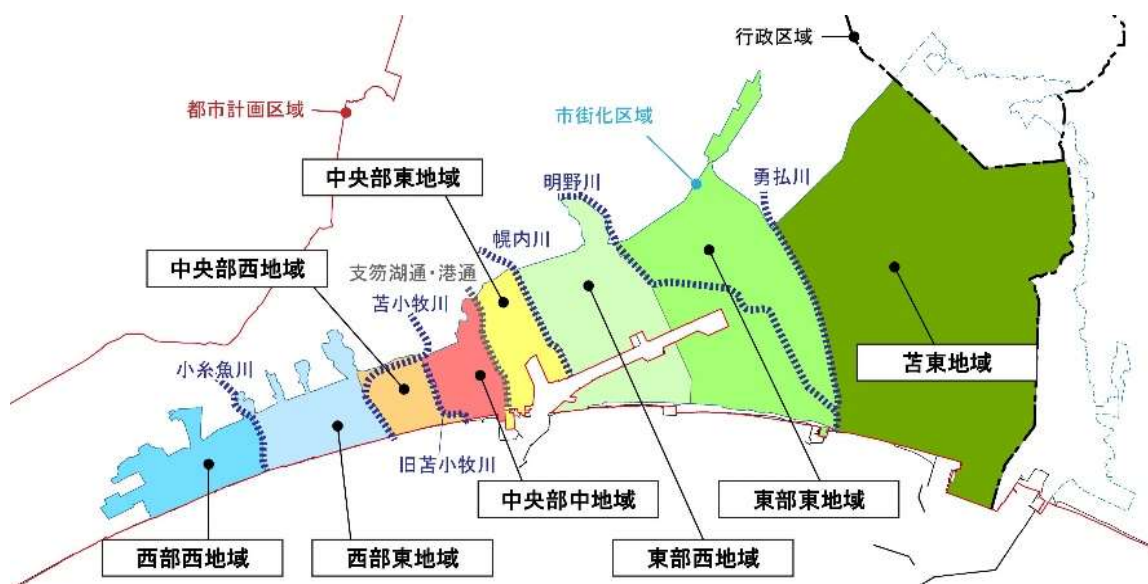 行政区域
都市計画区域
市街化区域
中央部東地域
明野川
勇払川
幌内川
中央部西地域
支笏湖通・港通
苫小牧川
小糸魚川
苫東地域
旧苫小牧川
中央部中地域
東部東地域
西部西地域
西部東地域
東部西地域